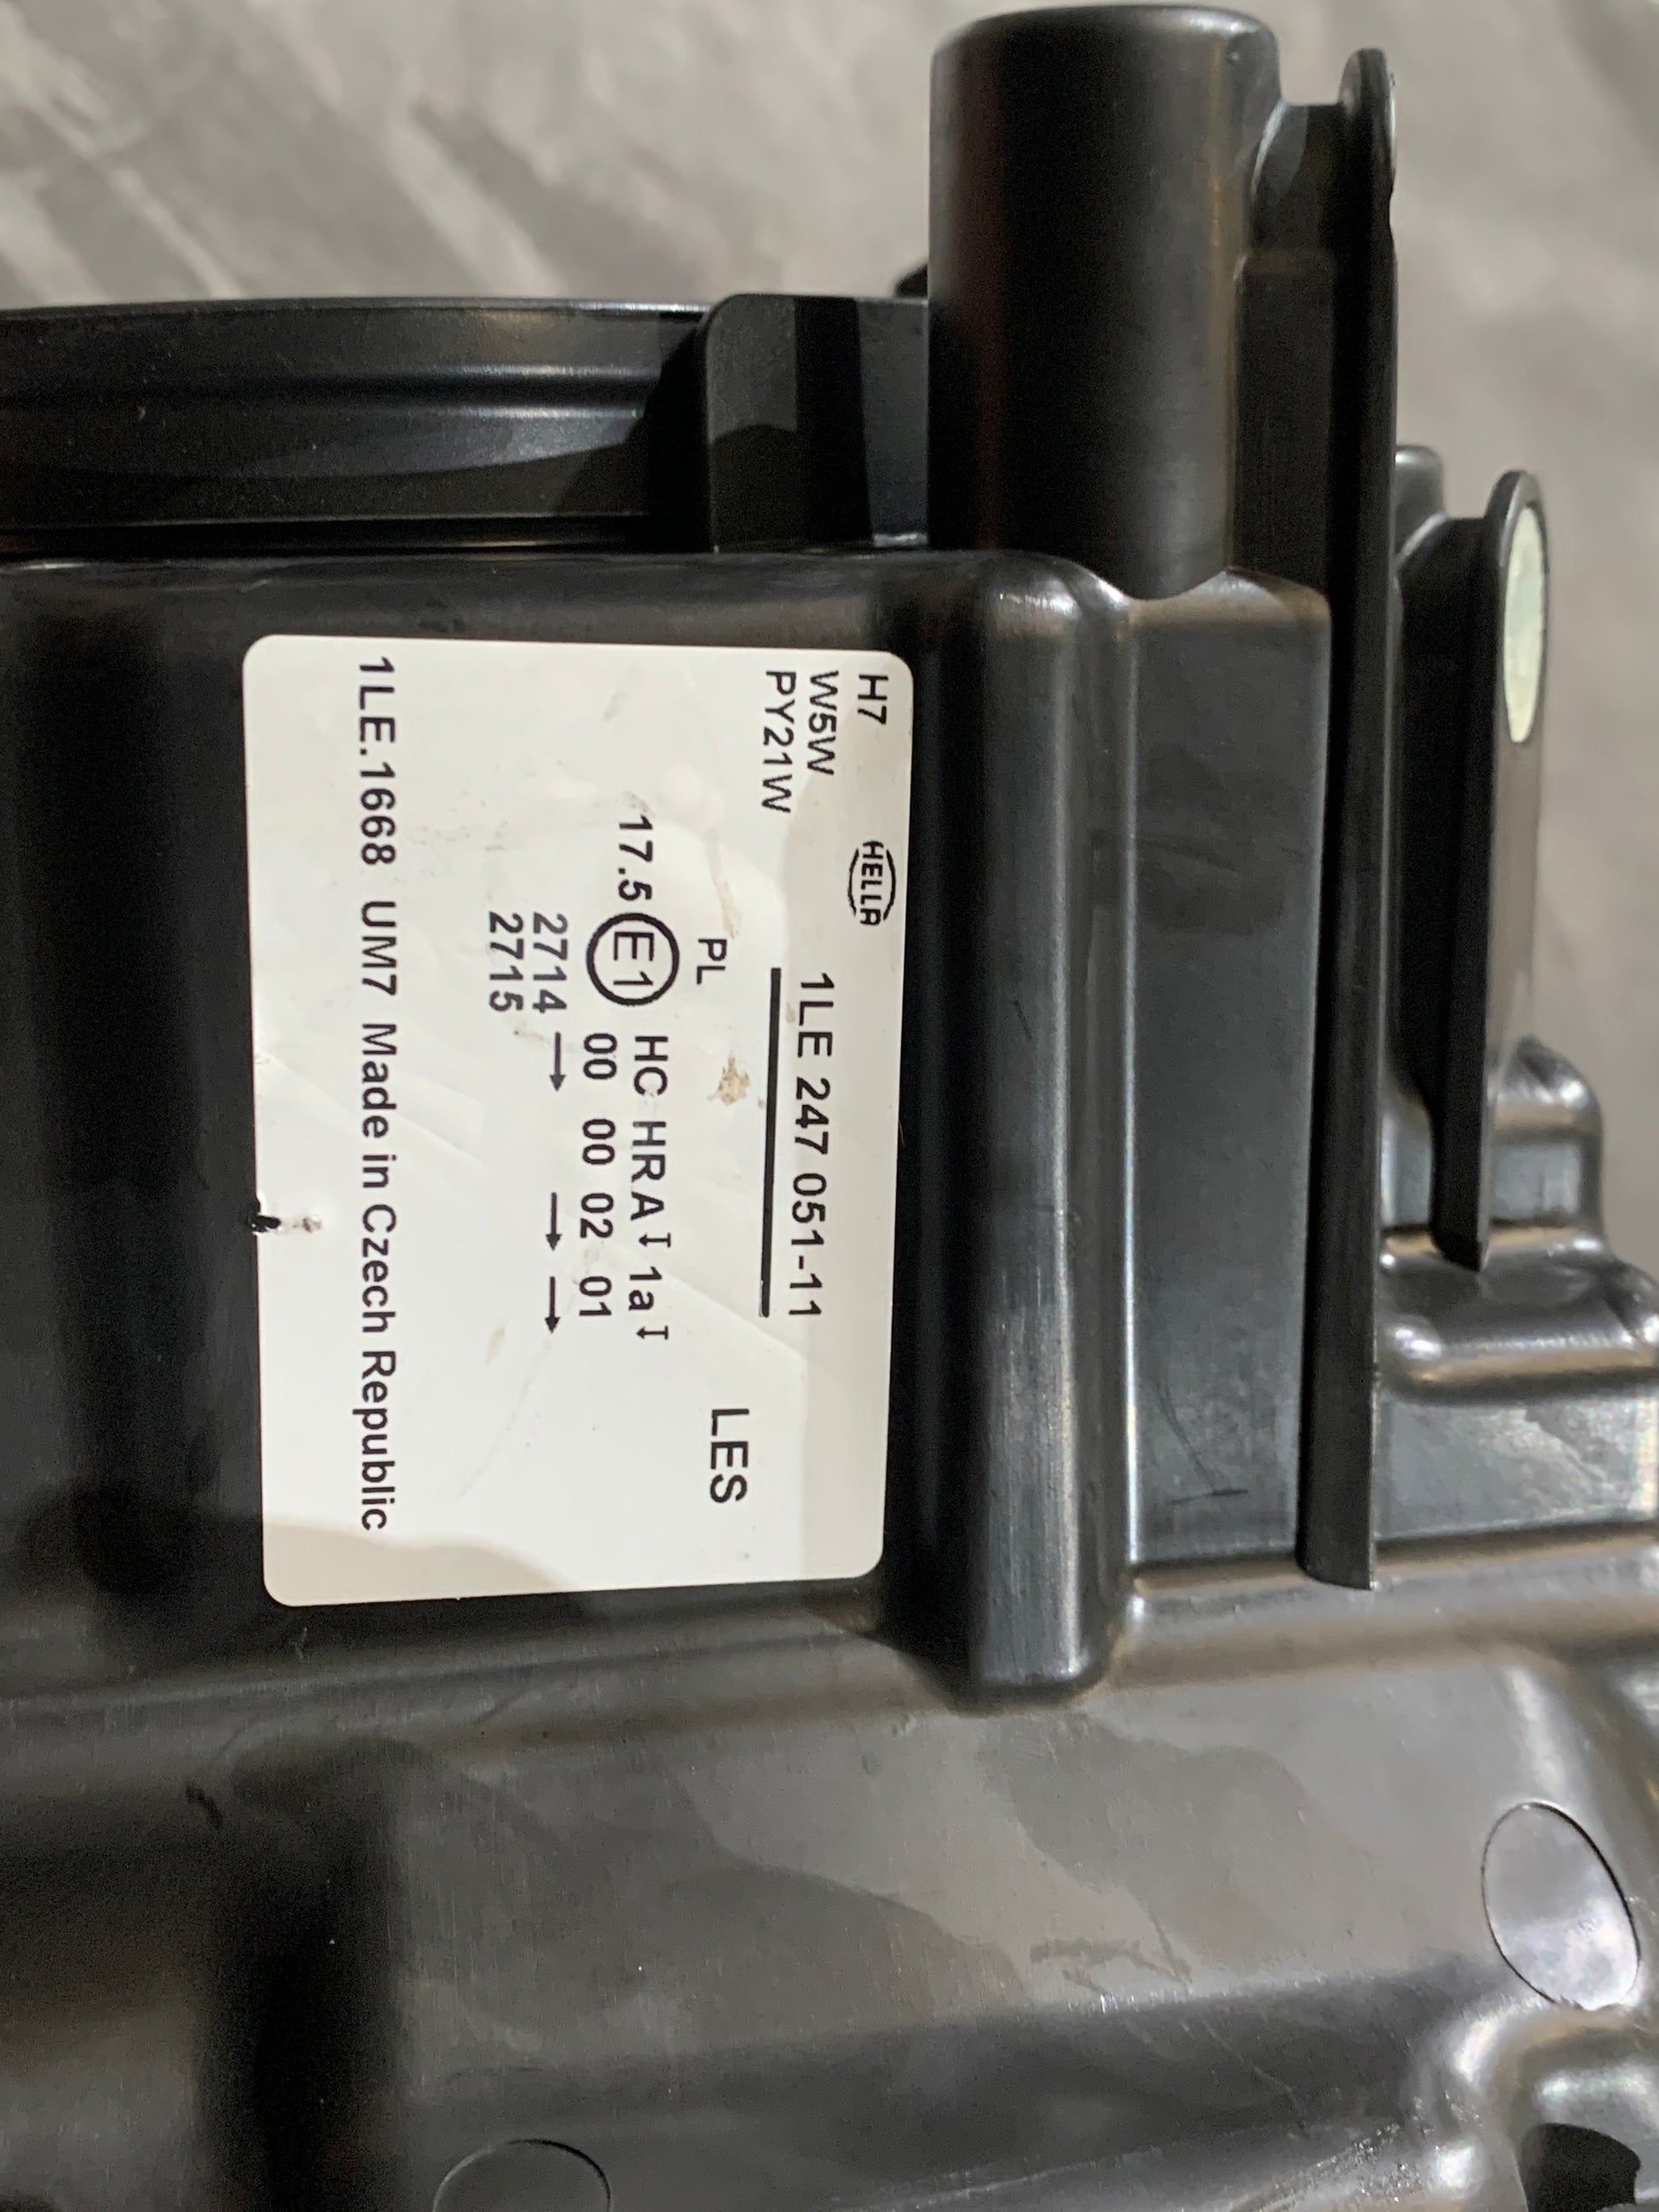 H7
W5W
PY21W
HELLA
1LE 247 051-11
PL
LES
17.5 E1 HC HRA ↔ 1a ↔
00 00 02 01
2714 → → →
2715
1LE.1668 UM7 Made in Czech Republic